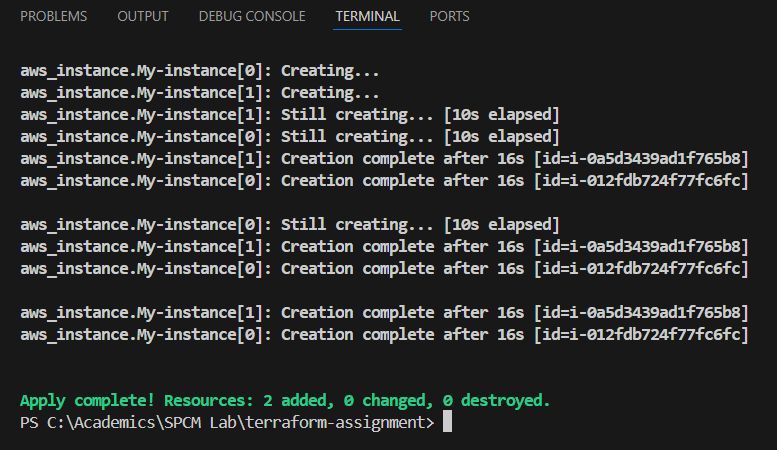 PROBLEMS OUTPUT DEBUG CONSOLE TERMINAL PORTS
aws_instance.My-instance[0]: Creating...
aws_instance.My-instance[1]: Creating...
aws_instance.My-instance[1]: Still creating... [10s elapsed]
aws_instance.My-instance[0]: Still creating... [10s elapsed]
aws_instance.My-instance[1]: Creation complete after 16s [id=i-0a5d3439ad1f765b8]
aws_instance.My-instance[0]: Creation complete after 16s [id=i-012fdb724f77fc6fc]
aws_instance.My-instance[0]: Still creating... [10s elapsed]
aws_instance.My-instance[1]: Creation complete after 16s [id=i-0a5d3439ad1f765b8]
aws_instance.My-instance[0]: Creation complete after 16s [id=i-012fdb724f77fc6fc]
aws_instance.My-instance[1]: Creation complete after 16s [id=i-0a5d3439ad1f765b8]
aws_instance.My-instance[0]: Creation complete after 16s [id=i-012fdb724f77fc6fc]
Apply complete! Resources: 2 added, 0 changed, 0 destroyed.
PS C:\Academics\SPCM Lab\terraform-assignment>